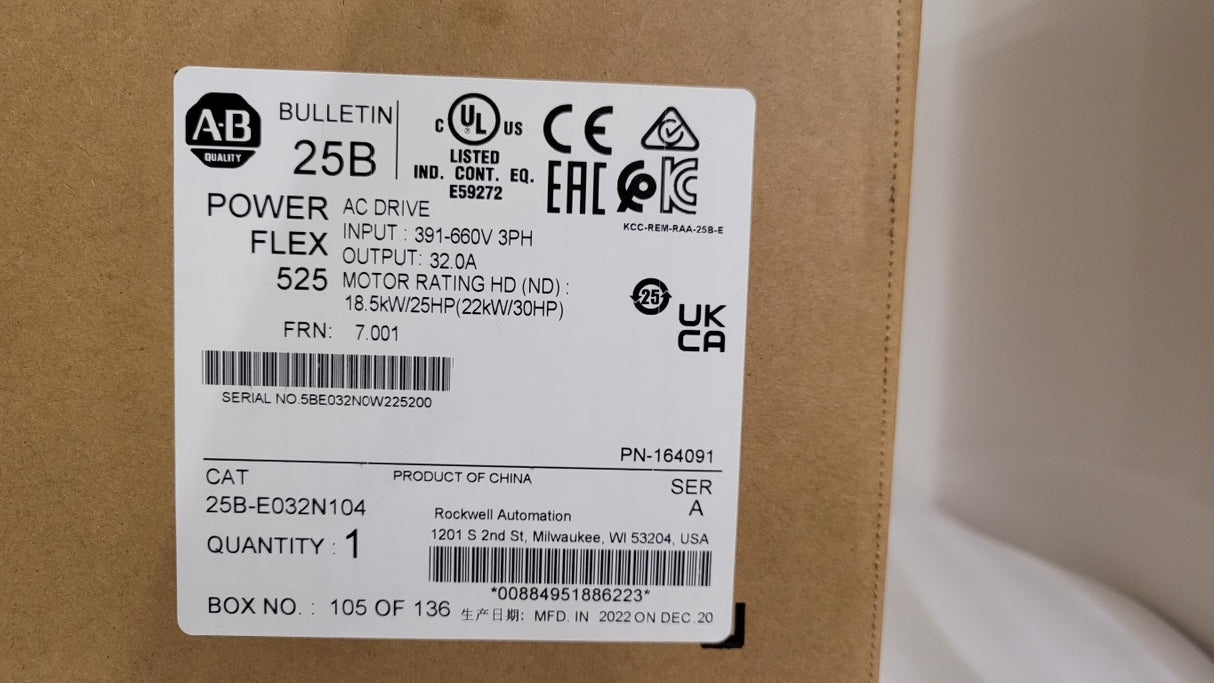 A·B
QUALITY
BULLETIN
25B
C UL US
®
LISTED
IND. CONT. EQ.
E59272
CE
EAC
KC
KCC-REM-RAA-25B-E
POWER
FLEX
525
AC DRIVE
INPUT : 391-660V 3PH
OUTPUT: 32.0A
MOTOR RATING HD (ND) :
18.5kW/25HP(22kW/30HP)
25
UK
CA
FRN: 7.001
SERIAL NO.5BE032N0W225200
PN-164091
CAT
25B-E032N104
PRODUCT OF CHINA
SER
A
Rockwell Automation
1201 S 2nd St, Milwaukee, WI 53204, USA
QUANTITY : 1
*00884951886223*
BOX NO. : 105 OF 136
生产日期: MFD. IN 2022 ON DEC.20